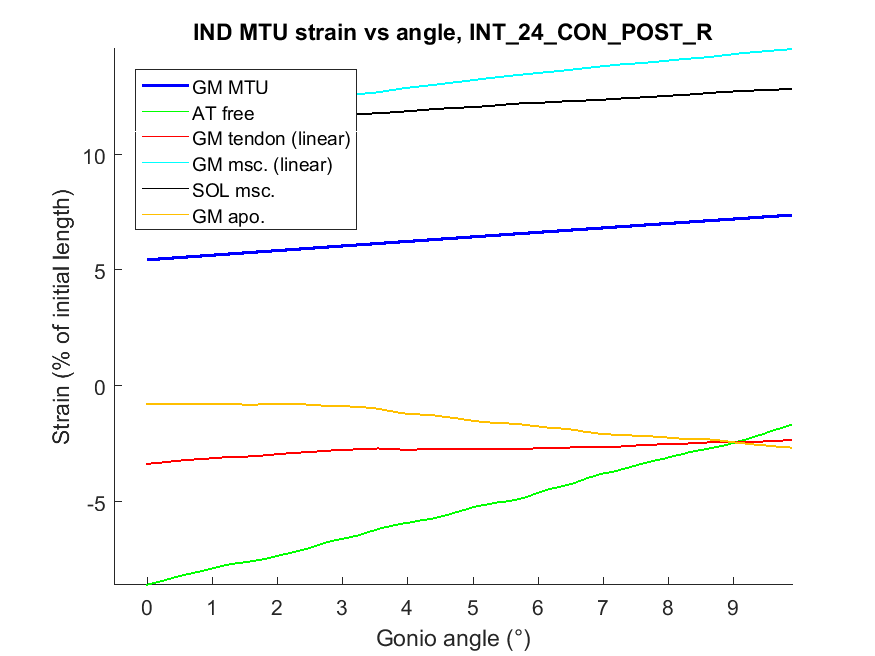 IND MTU strain vs angle, INT_24_CON_POST_R
GM MTU
AT free
GM tendon (linear)
GM msc. (linear)
SOL msc.
GM apo.
10
5
0
-5
Strain (% of initial length)
0 1 2 3 4 5 6 7 8 9
Gonio angle (°)